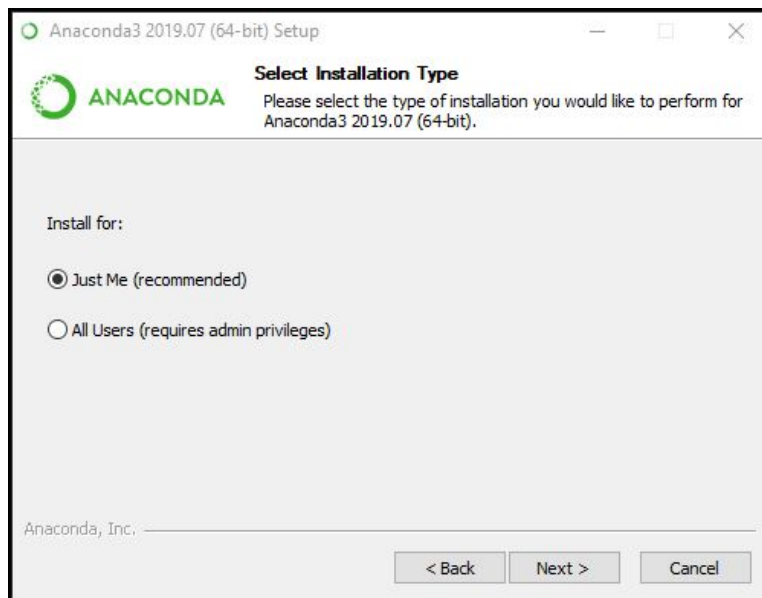 Anaconda3 2019.07 (64-bit) Setup
ANACONDA
Select Installation Type
Please select the type of installation you would like to perform for
Anaconda3 2019.07 (64-bit).
Install for:
Just Me (recommended)
All Users (requires admin privileges)
Anaconda, Inc.
< Back
Next >
Cancel